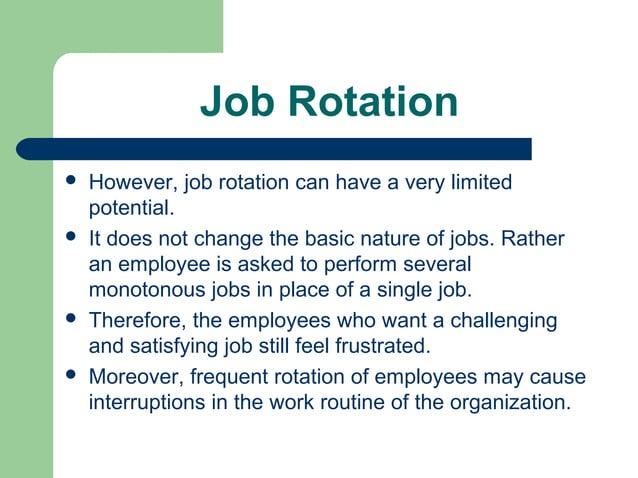 Job Rotation
However, job rotation can have a very limited
potential.
It does not change the basic nature of jobs. Rather
an employee is asked to perform several
monotonous jobs in place of a single job.
Therefore, the employees who want a challenging
and satisfying job still feel frustrated.
Moreover, frequent rotation of employees may cause
interruptions in the work routine of the organization.